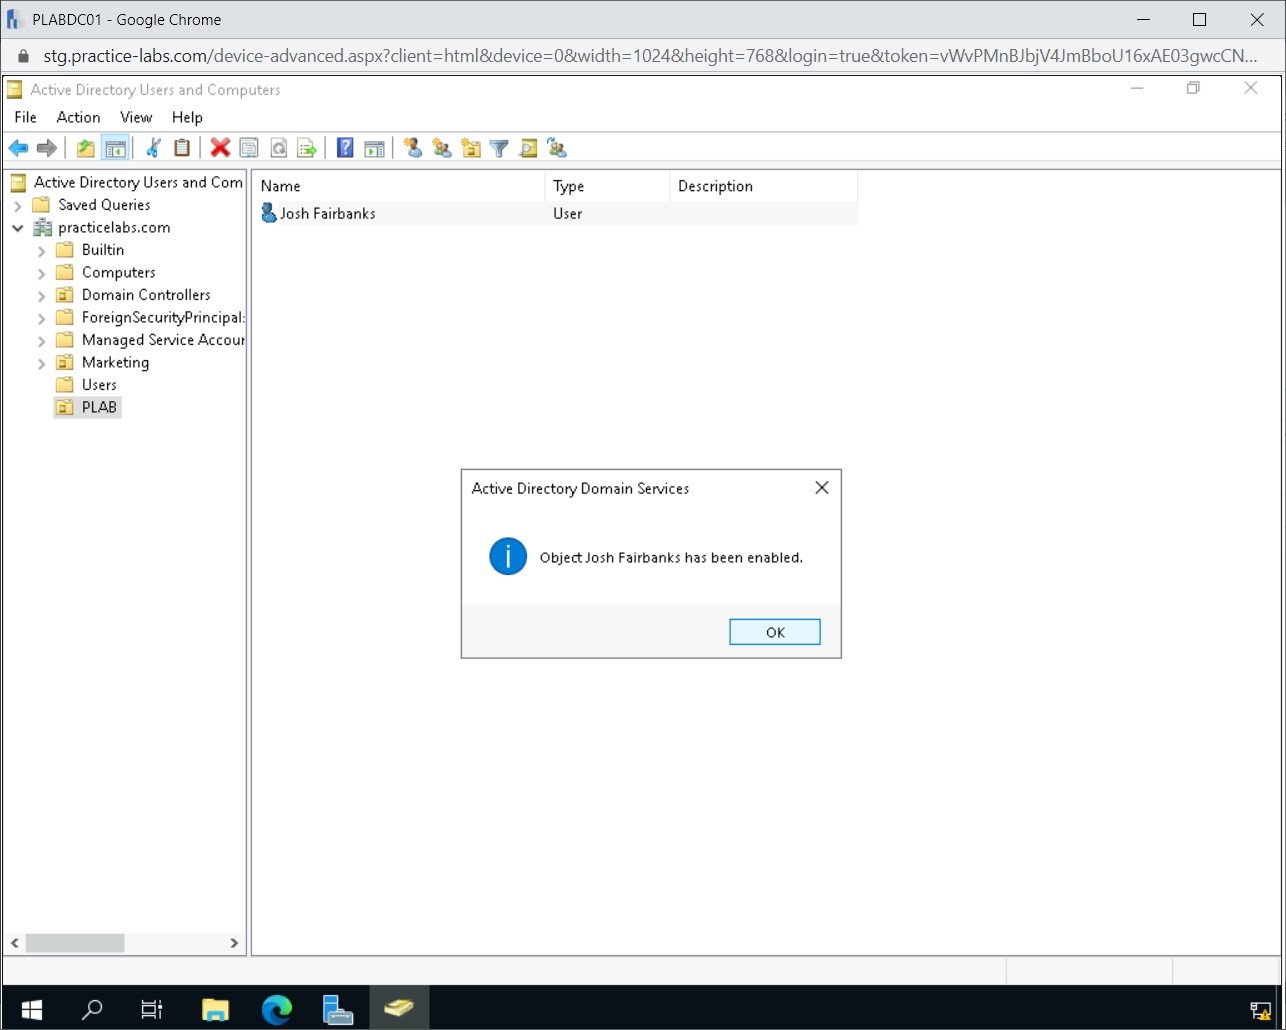 PLABDC01 - Google Chrome
stg.practice-labs.com/device-advanced.aspx?client=html&device=0&width=1024&height=768&login=true&token=vWvPMnBJbjV4JmBboU16xAE03gwcCN...
Active Directory Users and Computers
File Action View Help
Active Directory Users and Com
Saved Queries
practicelabs.com
Builtin
Computers
Domain Controllers
ForeignSecurityPrincipal:
Managed Service Accour
Marketing
Users
PLAB
Name Type Description
Josh Fairbanks User
Active Directory Domain Services
Object Josh Fairbanks has been enabled.
OK